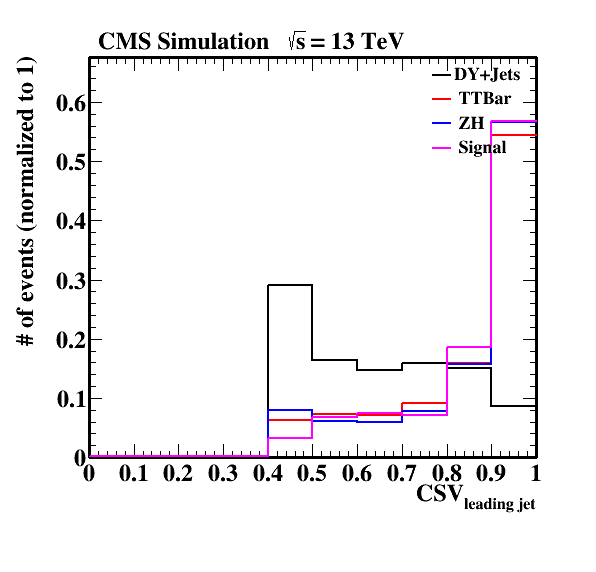 CMS Simulation √s = 13 TeV
DY+Jets
TTBar
ZH
Signal
# of events (normalized to 1)
0.6
0.5
0.4
0.3
0.2
0.1
0
0 0.1 0.2 0.3 0.4 0.5 0.6 0.7 0.8 0.9 1
CSV leading jet